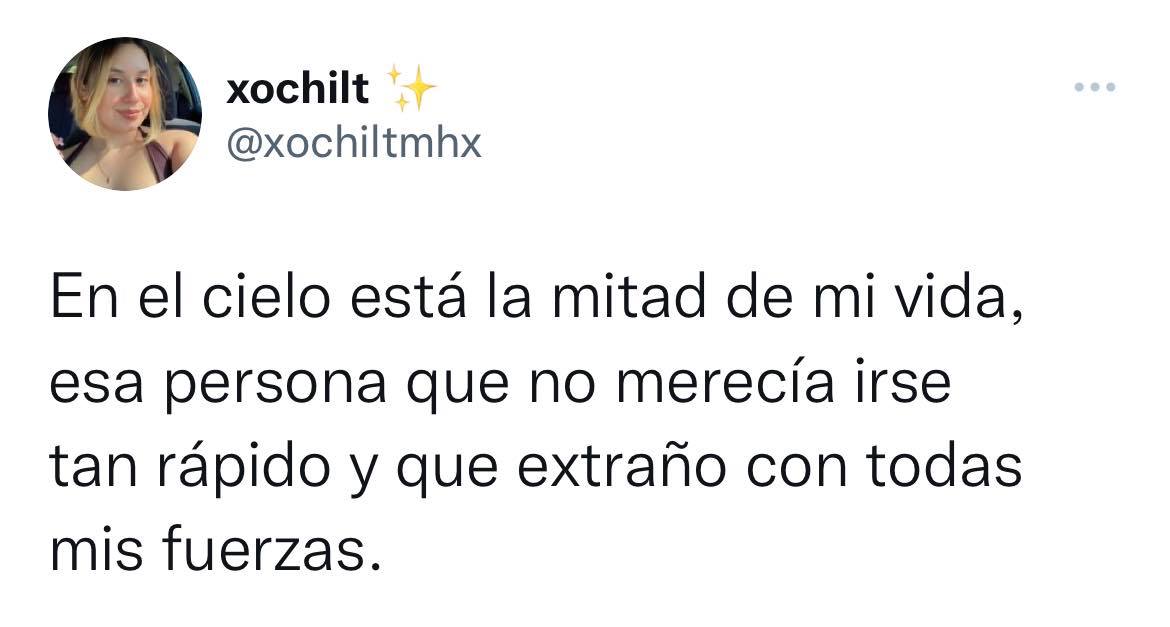 xochilt ✨
@xochiltmhx
En el cielo está la mitad de mi vida,
esa persona que no merecía irse
tan rápido y que extraño con todas
mis fuerzas.